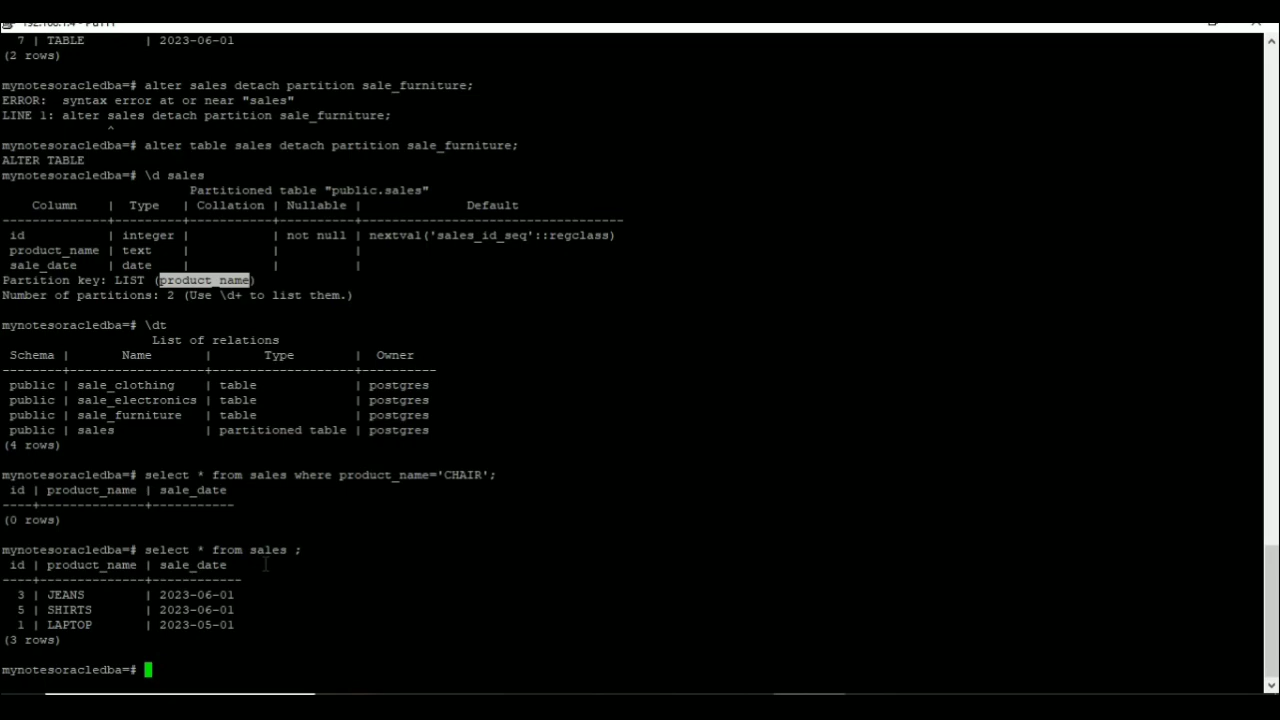 7 | TABLE | 2023-06-01
(2 rows)
mynotesoracledba=# alter sales detach partition sale_furniture;
ERROR: syntax error at or near "sales"
LINE 1: alter sales detach partition sale_furniture;
^
mynotesoracledba=# alter table sales detach partition sale_furniture;
ALTER TABLE
mynotesoracledba=# \d sales
Partitioned table "public.sales"
Column | Type | Collation | Nullable | Default
--------------+---------+-----------+----------+-----------------------------------
id | integer | | not null | nextval('sales_id_seq'::regclass)
product_name | text | | |
sale_date | date | | |
Partition key: LIST (product_name)
Number of partitions: 2 (Use \d+ to list them.)
mynotesoracledba=# \dt
List of relations
Schema | Name | Type | Owner
--------+------------------+-------------------+----------
public | sale_clothing | table | postgres
public | sale_electronics | table | postgres
public | sale_furniture | table | postgres
public | sales | partitioned table | postgres
(4 rows)
mynotesoracledba=# select * from sales where product_name='CHAIR';
id | product_name | sale_date
----+--------------+-----------
(0 rows)
mynotesoracledba=# select * from sales ;
id | product_name | sale_date
----+--------------+------------
3 | JEANS | 2023-06-01
5 | SHIRTS | 2023-06-01
1 | LAPTOP | 2023-05-01
(3 rows)
mynotesoracledba=#